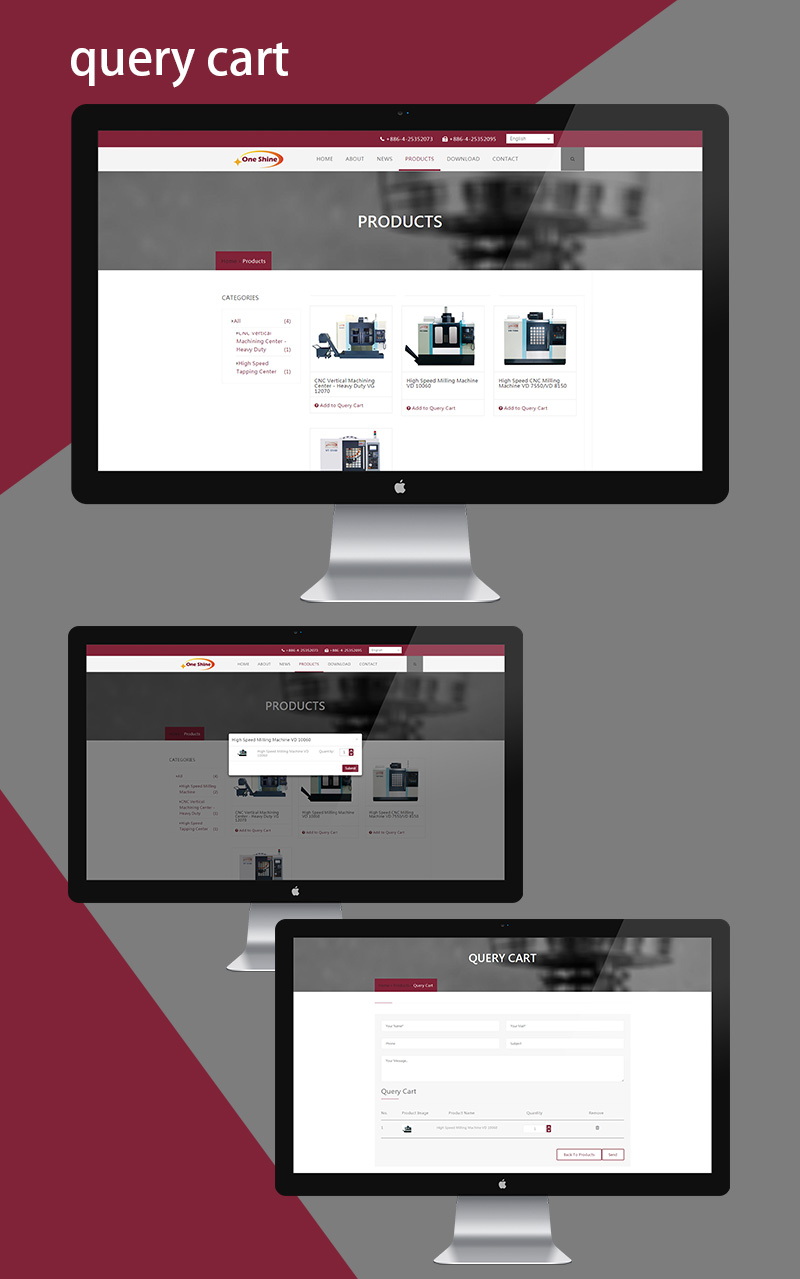 query cart
+886-4-25352073 +886-4-25352095 English
One Shine HOME ABOUT NEWS PRODUCTS DOWNLOAD CONTACT
PRODUCTS
Home Products
CATEGORIES
All (4)
CNC Vertical
Machining Center -
Heavy Duty (1)
High Speed
Tapping Center (1)
CNC Vertical Machining
Center - Heavy Duty VG
12070
Add to Query Cart
High Speed Milling Machine
VD 10060
Add to Query Cart
High Speed CNC Milling
Machine VD 7550/VD 8150
Add to Query Cart
+886-4-25352073 +886-4-25352095 English
One Shine HOME ABOUT NEWS PRODUCTS DOWNLOAD CONTACT
PRODUCTS
Products
High Speed Milling Machine VD 10060
High Speed Milling Machine VD
10060
Quantity 1
Submit
CATEGORIES
All (4)
High Speed Milling
Machine (2)
CNC Vertical
Machining Center -
Heavy Duty (1)
High Speed
Tapping Center (1)
CNC Vertical Machining
Center - Heavy Duty VG
12070
Add to Query Cart
High Speed Milling Machine
VD 10060
Add to Query Cart
High Speed CNC Milling
Machine VD 7550/VD 8150
Add to Query Cart
QUERY CART
Query Cart
Your Name* Your Mail*
Phone Subject
Your Message..
Query Cart
No. Product Image Product Name Quantity Remove
1 High Speed Milling Machine VD 10060 1
Back To Products Send